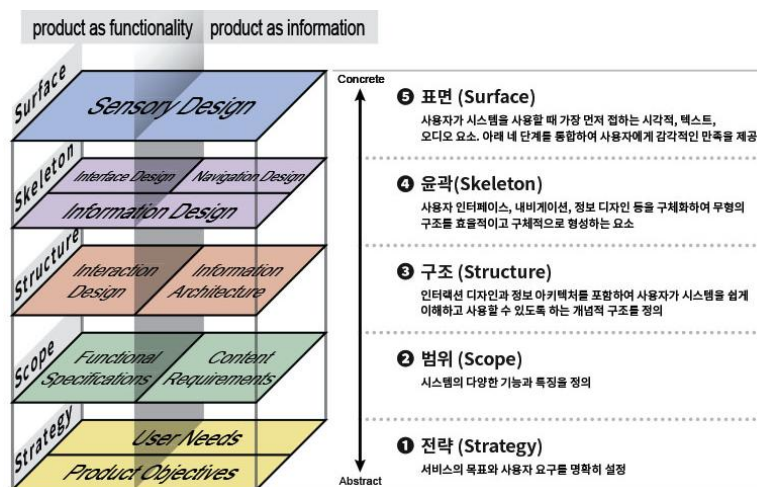 product as functionality
product as information
Surface
Sensory Design
Skeleton
Interface Design
Navigation Design
Information Design
Structure
Interaction
Design
Information
Architecture
Scope
Functional
Specifications
Content
Requirements
Strategy
User Needs
Product Objectives
Concrete
Abstract
❺ 표면 (Surface)
사용자가 시스템을 사용할 때 가장 먼저 접하는 시각적, 텍스트,
오디오 요소. 아래 네 단계를 통합하여 사용자에게 감각적인 만족을 제공
❹ 윤곽(Skeleton)
사용자 인터페이스, 내비게이션, 정보 디자인 등을 구체화하여 무형의
구조를 효율적이고 구체적으로 형성하는 요소
❸ 구조 (Structure)
인터랙션 디자인과 정보 아키텍처를 포함하여 사용자가 시스템을 쉽게
이해하고 사용할 수 있도록 하는 개념적 구조를 정의
❷ 범위 (Scope)
시스템의 다양한 기능과 특징을 정의
❶ 전략 (Strategy)
서비스의 목표와 사용자 요구를 명확히 설정